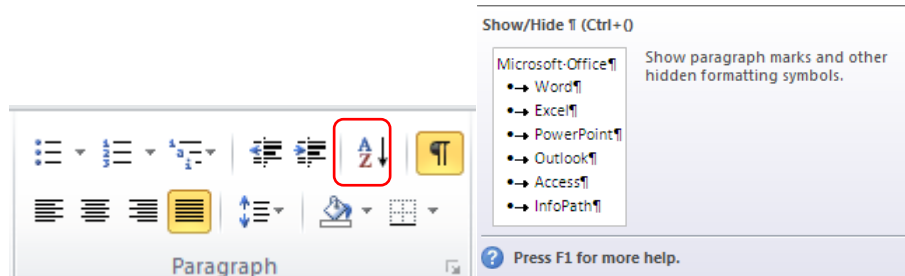 Paragraph
Show/Hide ¶ (Ctrl+()
Microsoft·Office¶
•→ Word¶
•→ Excel¶
•→ PowerPoint¶
•→ Outlook¶
•→ Access¶
•→ InfoPath¶
Show paragraph marks and other
hidden formatting symbols.
Press F1 for more help.